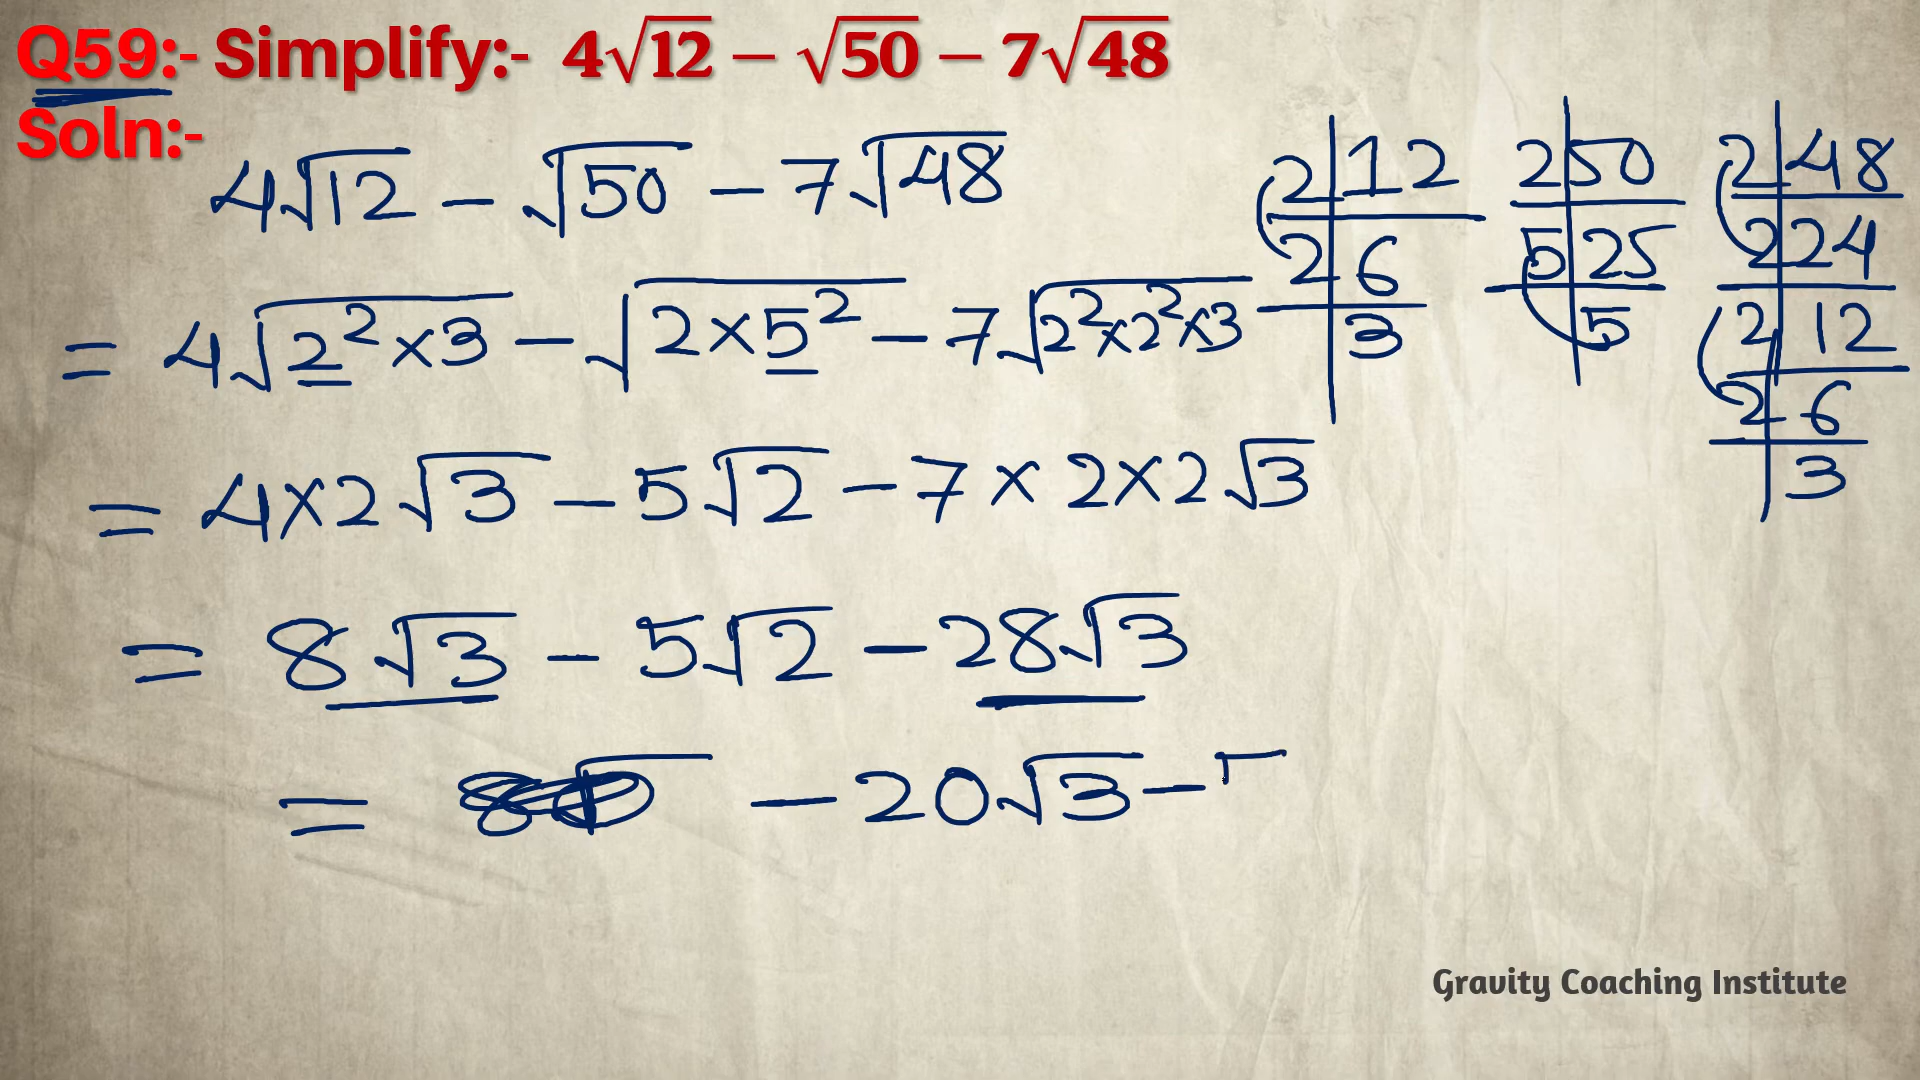 Q59:- Simplify:- 4√12 − √50 − 7√48
Soln:-
4√12 − √50 − 7√48
= 4√2²×3 − √2×5² − 7√2²×2²×3
= 4×2√3 − 5√2 − 7×2×2√3
= 8√3 − 5√2 − 28√3
= − 20√3 −
2 12
2 6
3
2 50
5 25
5
2 48
2 24
2 12
2 6
3
Gravity Coaching Institute